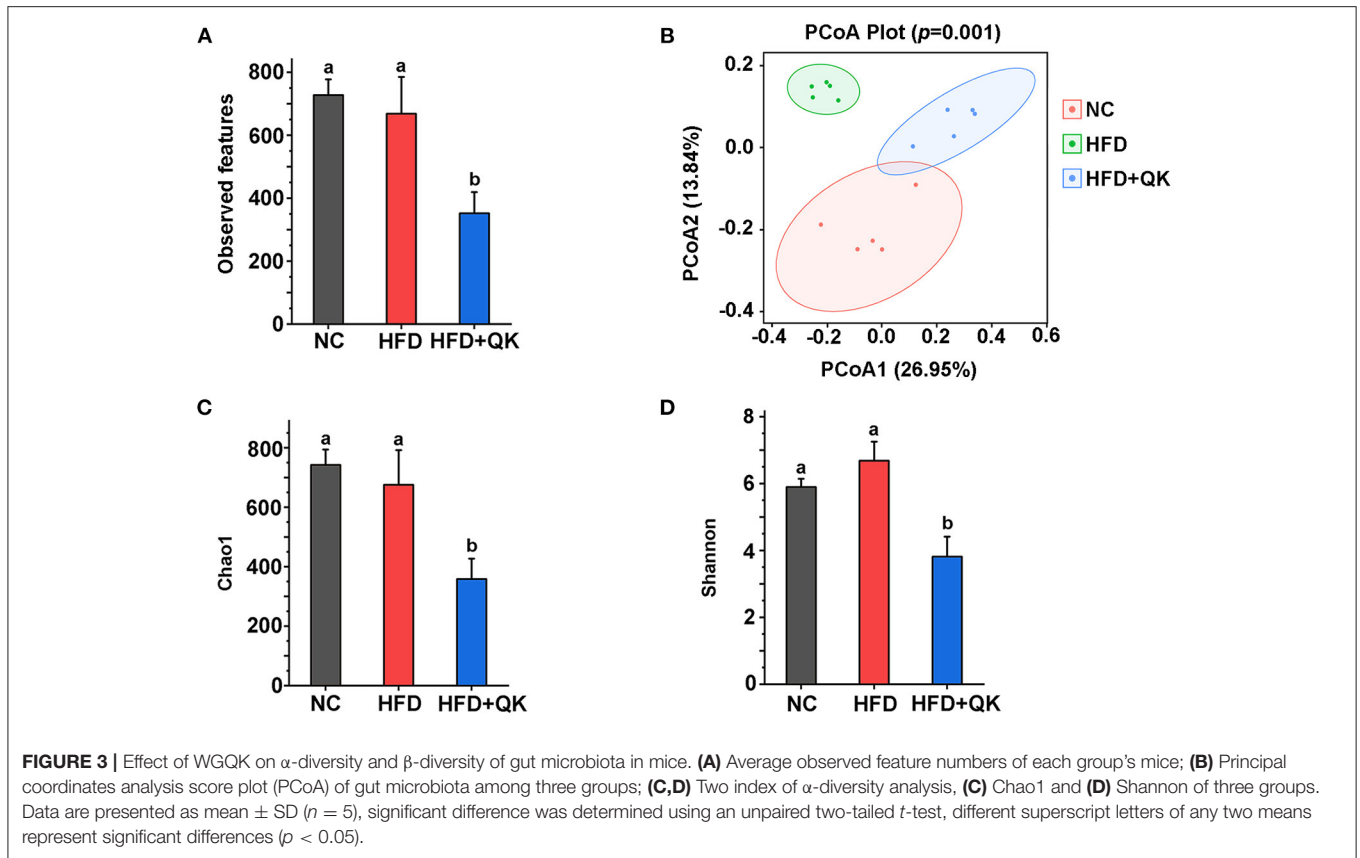 A
Observed features
800
600
400
200
0
a
a
b
NC
HFD
HFD+QK
B
PCoA Plot (p=0.001)
PCoA2 (13.84%)
0.2
0.0
-0.2
-0.4
-0.4
-0.2
0.0
0.2
0.4
0.6
PCoA1 (26.95%)
NC
HFD
HFD+QK
C
Chao1
800
600
400
200
0
a
a
b
NC
HFD
HFD+QK
D
Shannon
8
6
4
2
0
a
a
b
NC
HFD
HFD+QK
FIGURE 3 | Effect of WGQK on α-diversity and β-diversity of gut microbiota in mice. (A) Average observed feature numbers of each group's mice; (B) Principal
coordinates analysis score plot (PCoA) of gut microbiota among three groups; (C,D) Two index of α-diversity analysis, (C) Chao1 and (D) Shannon of three groups.
Data are presented as mean ± SD (n = 5), significant difference was determined using an unpaired two-tailed t-test, different superscript letters of any two means
represent significant differences (p < 0.05).